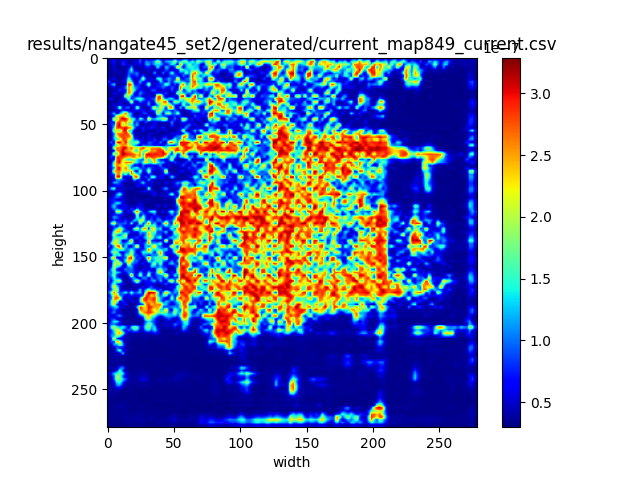 results/nangate45_set2/generated/current_map849_current.csv
1e−7
0
50
100
150
200
250
height
0 50 100 150 200 250
width
3.0
2.5
2.0
1.5
1.0
0.5